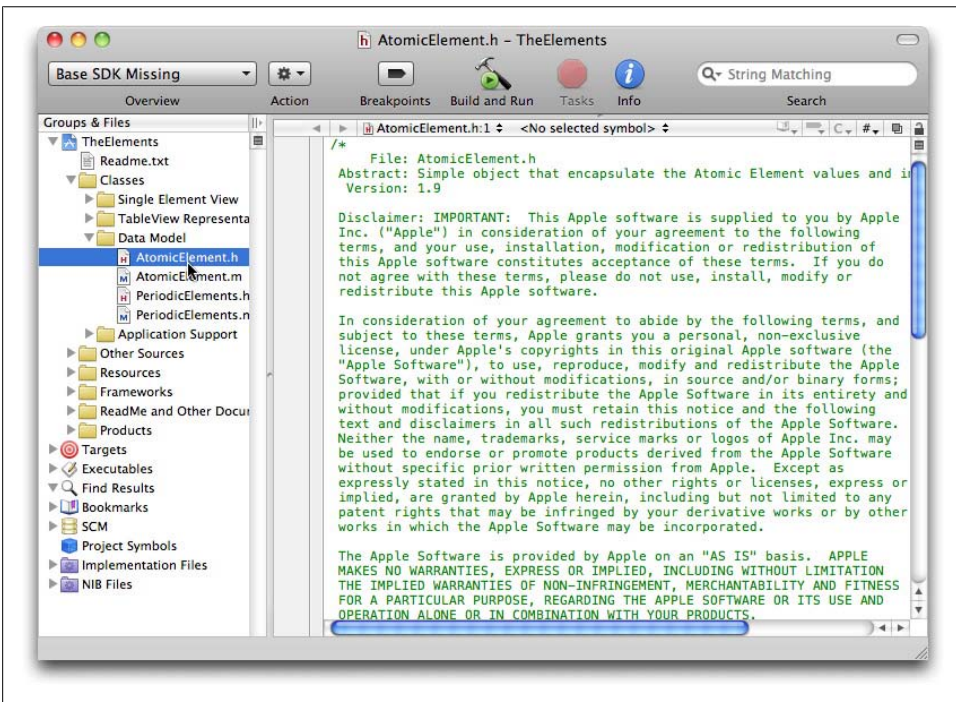 AtomicElement.h – TheElements
Base SDK Missing
String Matching
Overview
Action
Breakpoints
Build and Run
Tasks
Info
Search
Groups & Files
TheElements
Readme.txt
Classes
Single Element View
TableView Representa
Data Model
AtomicElement.h
AtomicElement.m
PeriodicElements.h
PeriodicElements.n
Application Support
Other Sources
Resources
Frameworks
ReadMe and Other Docur
Products
Targets
Executables
Find Results
Bookmarks
SCM
Project Symbols
Implementation Files
NIB Files
AtomicElement.h:1 <No selected symbol> C, #,
/*
File: AtomicElement.h
Abstract: Simple object that encapsulate the Atomic Element values and i
Version: 1.9
Disclaimer: IMPORTANT: This Apple software is supplied to you by Apple
Inc. ("Apple") in consideration of your agreement to the following
terms, and your use, installation, modification or redistribution of
this Apple software constitutes acceptance of these terms. If you do
not agree with these terms, please do not use, install, modify or
redistribute this Apple software.
In consideration of your agreement to abide by the following terms, and
subject to these terms, Apple grants you a personal, non-exclusive
license, under Apple's copyrights in this original Apple software (the
"Apple Software"), to use, reproduce, modify and redistribute the Apple
Software, with or without modifications, in source and/or binary forms;
provided that if you redistribute the Apple Software in its entirety and
without modifications, you must retain this notice and the following
text and disclaimers in all such redistributions of the Apple Software.
Neither the name, trademarks, service marks or logos of Apple Inc. may
be used to endorse or promote products derived from the Apple Software
without specific prior written permission from Apple. Except as
expressly stated in this notice, no other rights or licenses, express or
implied, are granted by Apple herein, including but not limited to any
patent rights that may be infringed by your derivative works or by other
works in which the Apple Software may be incorporated.
The Apple Software is provided by Apple on an "AS IS" basis. APPLE
MAKES NO WARRANTIES, EXPRESS OR IMPLIED, INCLUDING WITHOUT LIMITATION
THE IMPLIED WARRANTIES OF NON-INFRINGEMENT, MERCHANTABILITY AND FITNESS
FOR A PARTICULAR PURPOSE, REGARDING THE APPLE SOFTWARE OR ITS USE AND
OPERATION ALONE OR IN COMBINATION WITH YOUR PRODUCTS.